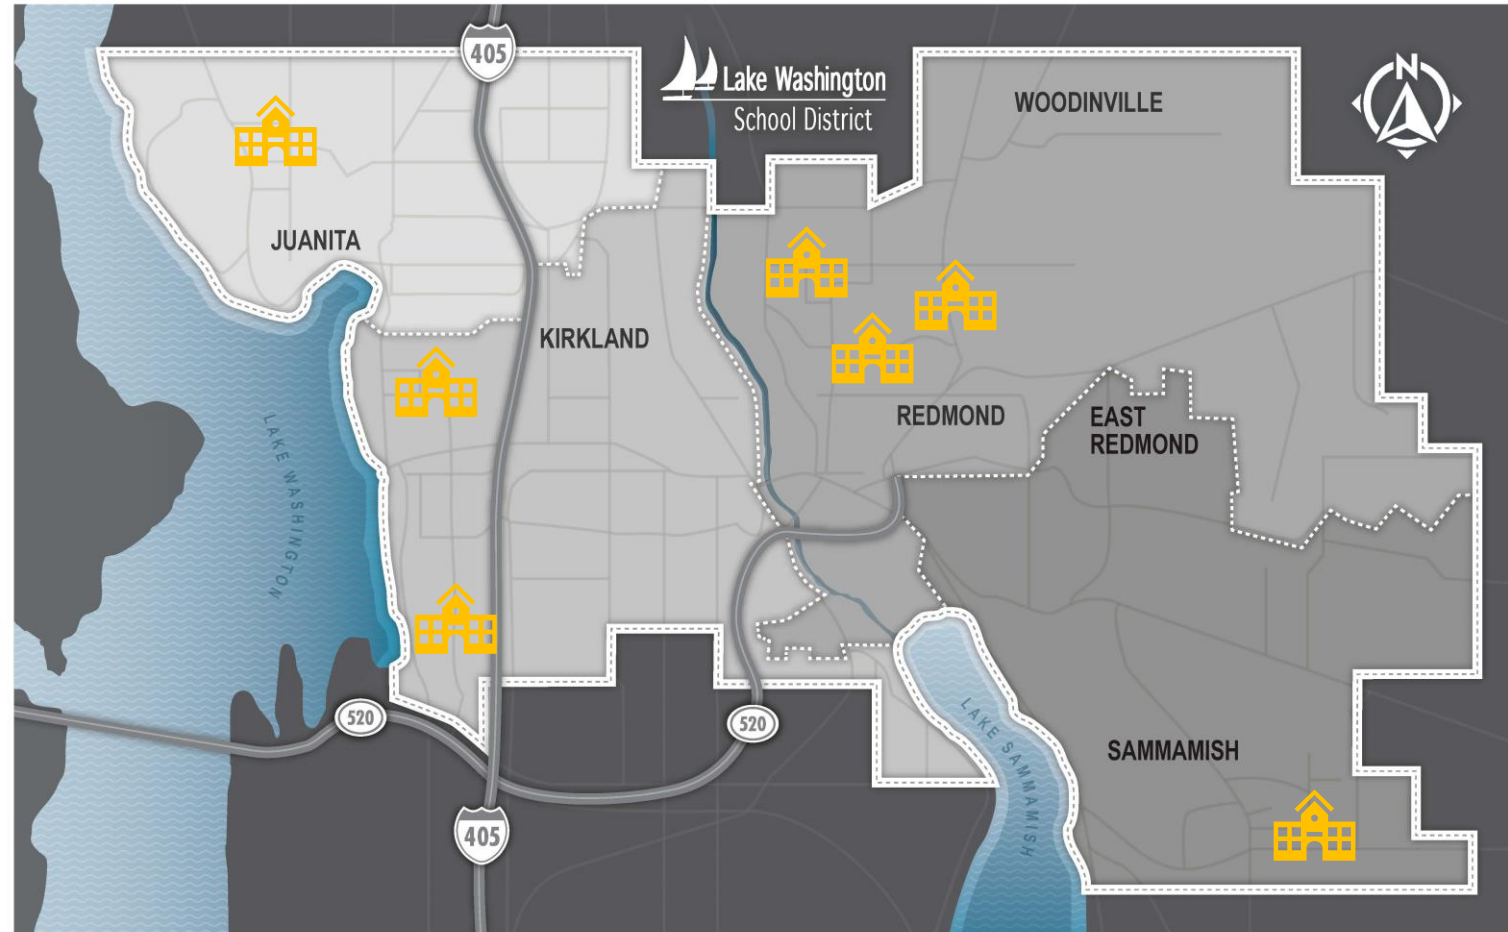 405
Lake Washington
School District
N
WOODINVILLE
JUANITA
KIRKLAND
REDMOND
EAST
REDMOND
LAKE WASHINGTON
520
520
SAMMAMISH
LAKE SAMMAMISH
405